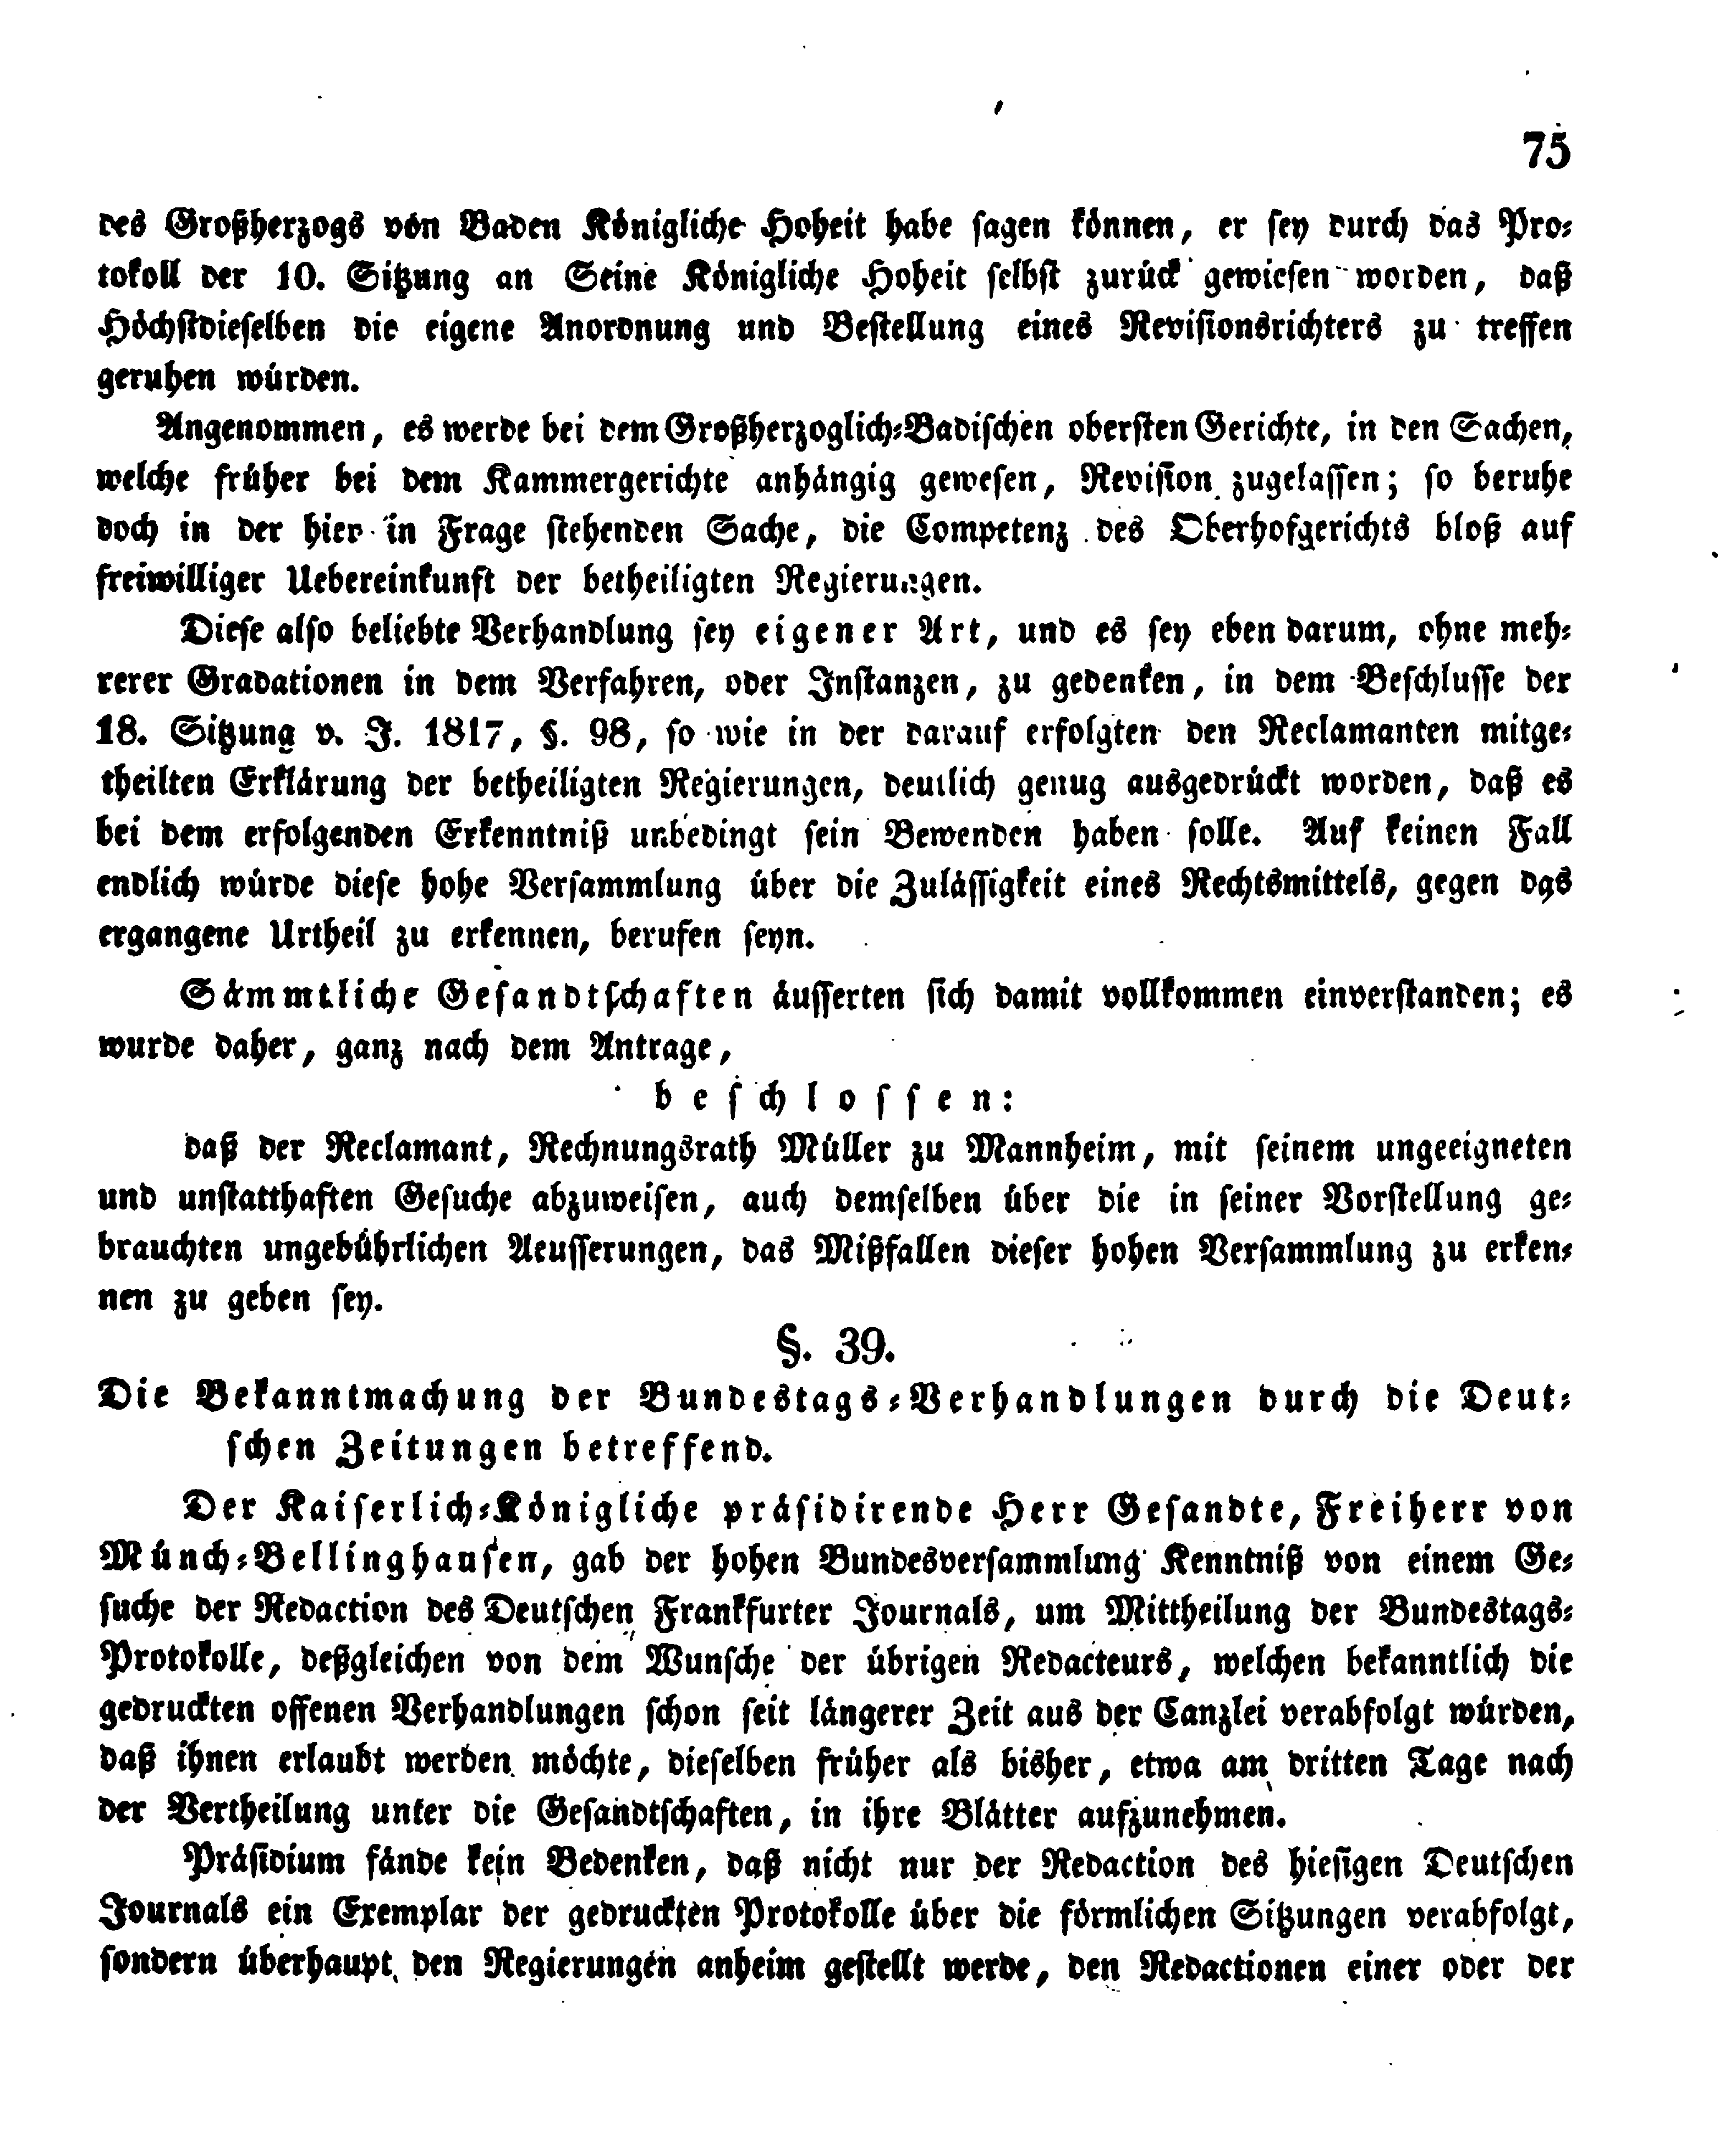 75
des Großherzogs von Baden Königliche Hoheit habe sagen können, er sey durch das Pro-
tokoll der 10. Sitzung an Seine Königliche Hoheit selbst zurück gewiesen worden, daß
Höchstdieselben die eigene Anordnung und Bestellung eines Revisionsrichters zu treffen
geruhen würden.
Angenommen, es werde bei dem Großherzoglich-Badischen obersten Gerichte, in den Sachen,
welche früher bei dem Kammergerichte anhängig gewesen, Revision zugelassen; so beruhe
doch in der hier in Frage stehenden Sache, die Competenz des Oberhofgerichts bloß auf
freiwilliger Uebereinkunft der betheiligten Regierungen.
Diese also beliebte Verhandlung sey eigener Art, und es sey eben darum, ohne meh-
rerer Gradationen in dem Verfahren, oder Instanzen, zu gedenken, in dem Beschlusse der
18. Sitzung v. J. 1817, §. 98, so wie in der darauf erfolgten den Reclamanten mitge-
theilten Erklärung der betheiligten Regierungen, deutlich genug ausgedrückt worden, daß es
bei dem erfolgenden Erkenntniß unbedingt sein Bewenden haben solle. Auf keinen Fall
endlich würde diese hohe Versammlung über die Zulässigkeit eines Rechtsmittels, gegen das
ergangene Urtheil zu erkennen, berufen seyn.
Sämmtliche Gesandtschaften äusserten sich damit vollkommen einverstanden; es
wurde daher, ganz nach dem Antrage,
beschlossen:
daß der Reclamant, Rechnungsrath Müller zu Mannheim, mit seinem ungeeigneten
und unstatthaften Gesuche abzuweisen, auch demselben über die in seiner Vorstellung ge-
brauchten ungebührlichen Aeusserungen, das Mißfallen dieser hohen Versammlung zu erken-
nen zu geben sey.
§. 39.
Die Bekanntmachung der Bundestags-Verhandlungen durch die Deut-
schen Zeitungen betreffend.
Der Kaiserlich-Königliche präsidirende Herr Gesandte, Freiherr von
Münch-Bellinghausen, gab der hohen Bundesversammlung Kenntniß von einem Ge-
suche der Redaction des Deutschen Frankfurter Journals, um Mittheilung der Bundestags-
Protokolle, deßgleichen von dem Wunsche der übrigen Redacteurs, welchen bekanntlich die
gedruckten offenen Verhandlungen schon seit längerer Zeit aus der Canzlei verabfolgt würden,
daß ihnen erlaubt werden möchte, dieselben früher als bisher, etwa am dritten Tage nach
der Vertheilung unter die Gesandtschaften, in ihre Blätter aufzunehmen.
Präsidium fände kein Bedenken, daß nicht nur der Redaction des hiesigen Deutschen
Journals ein Exemplar der gedruckten Protokolle über die förmlichen Sitzungen verabfolgt,
sondern überhaupt den Regierungen anheim gestellt werde, den Redactionen einer oder der